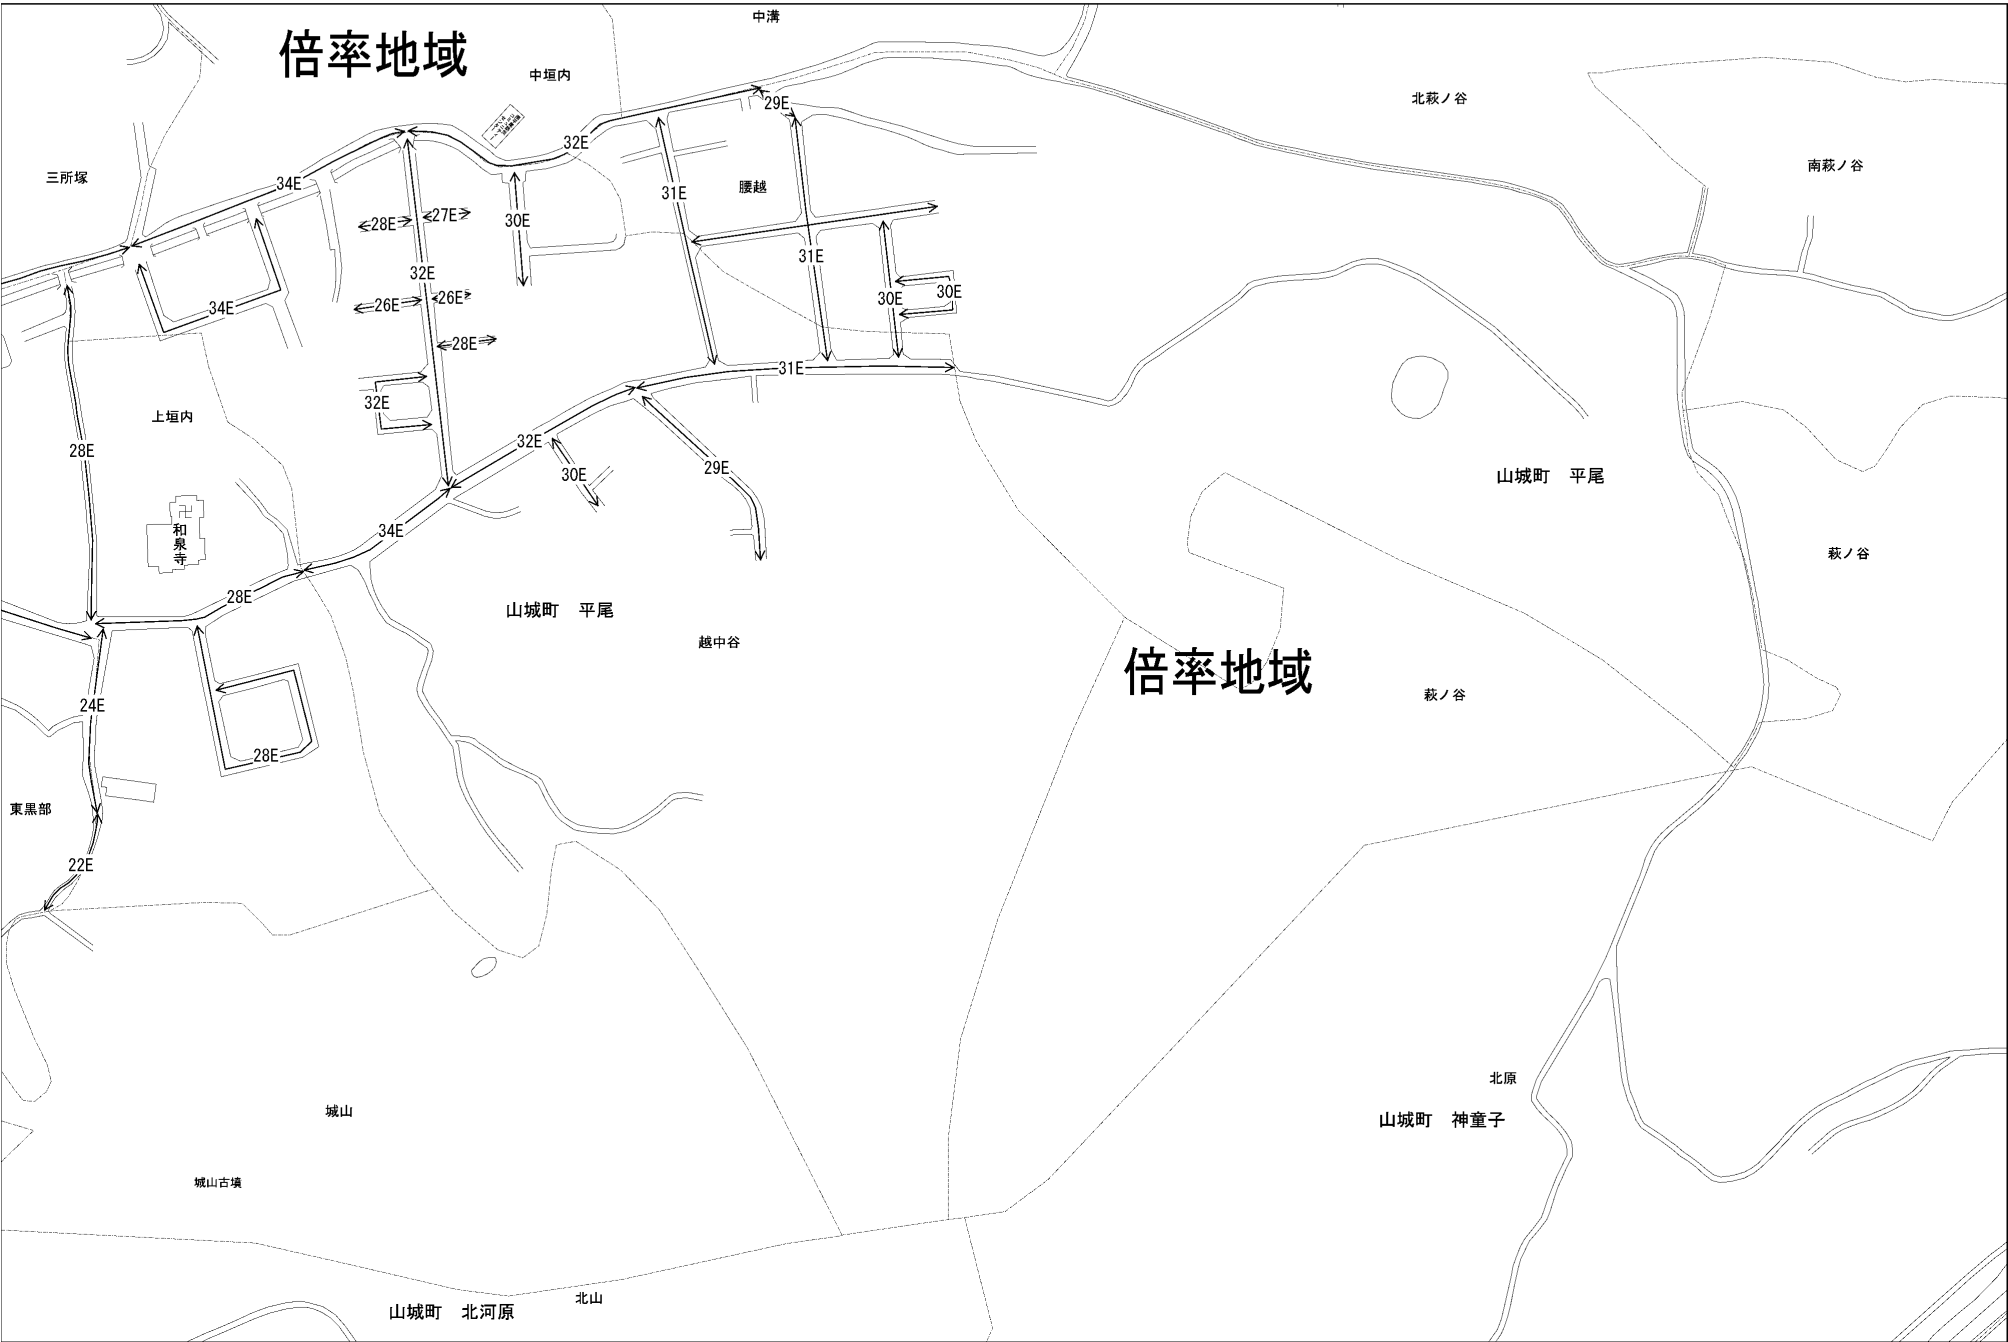 中溝
倍率地域
中垣内
北萩ノ谷
29E
32E
三所塚
34E
31E
腰越
南萩ノ谷
28E
27E
30E
32E
31E
26E
26E
30E
30E
34E
28E
31E
32E
上垣内
28E
32E
30E
29E
山城町　平尾
34E
和泉寺
萩ノ谷
28E
山城町　平尾
越中谷
倍率地域
萩ノ谷
24E
28E
東黒部
22E
北原
城山
山城町　神童子
城山古墳
北山
山城町　北河原